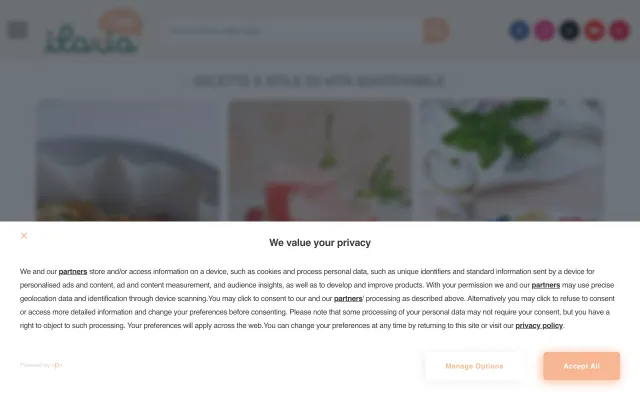 ilaria
RICETTE E STILE DI VITA SOSTENIBILE
We value your privacy
We and our partners store and/or access information on a device, such as cookies and process personal data, such as unique identifiers and standard information sent by a device for
personalised ads and content, ad and content measurement, and audience insights, as well as to develop and improve products. With your permission we and our partners may use precise
geolocation data and identification through device scanning.You may click to consent to our and our partners' processing as described above. Alternatively you may click to refuse to consent
or access more detailed information and change your preferences before consenting. Please note that some processing of your personal data may not require your consent, but you have a
right to object to such processing. Your preferences will apply across the web.You can change your preferences at any time by returning to this site or visit our privacy policy.
Powered by
Manage Options
Accept All